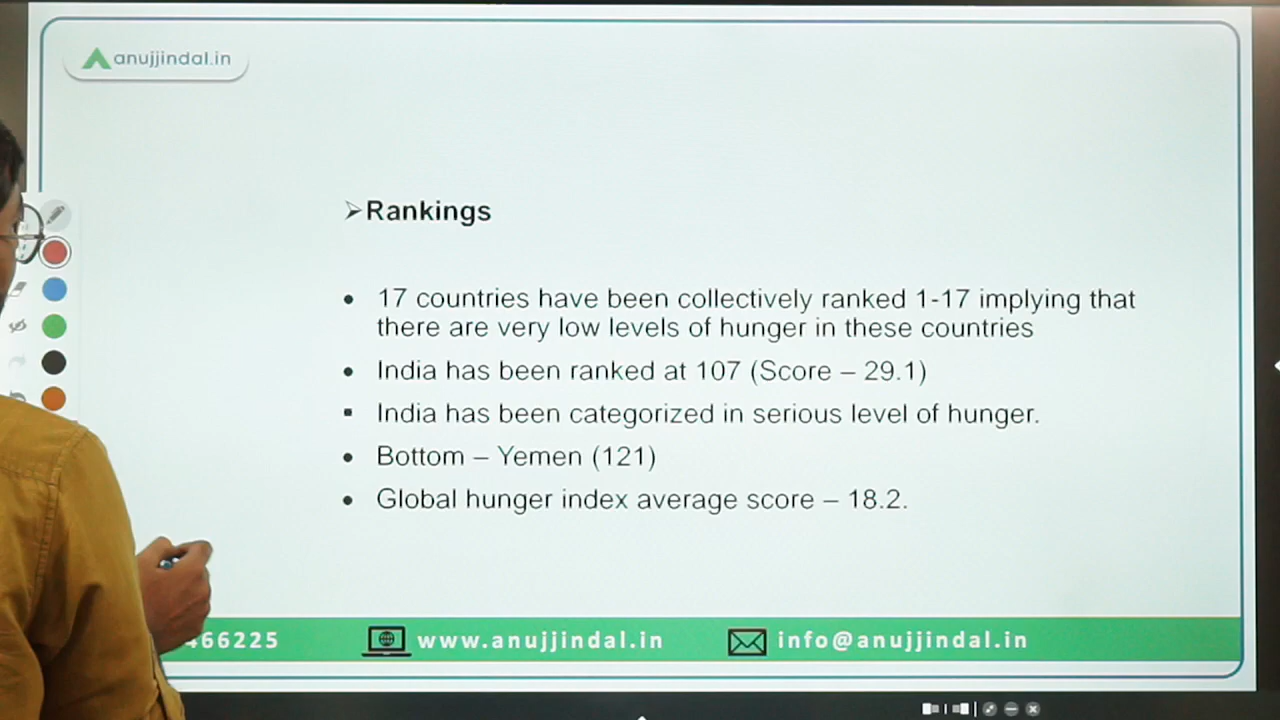 anujjindal.in
Rankings
17 countries have been collectively ranked 1-17 implying that
there are very low levels of hunger in these countries
India has been ranked at 107 (Score – 29.1)
India has been categorized in serious level of hunger.
Bottom – Yemen (121)
Global hunger index average score – 18.2.
466225 www.anujjindal.in info@anujjindal.in